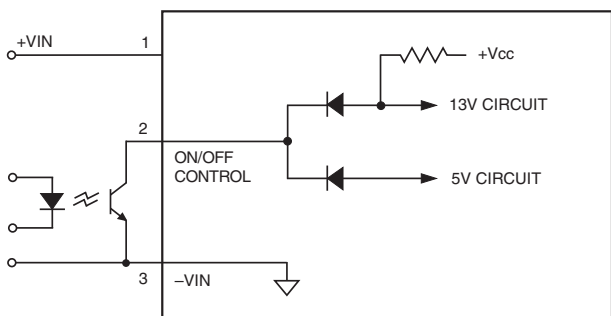 +VIN
1
+Vcc
13V CIRCUIT
2
ON/OFF
CONTROL
5V CIRCUIT
3
–VIN